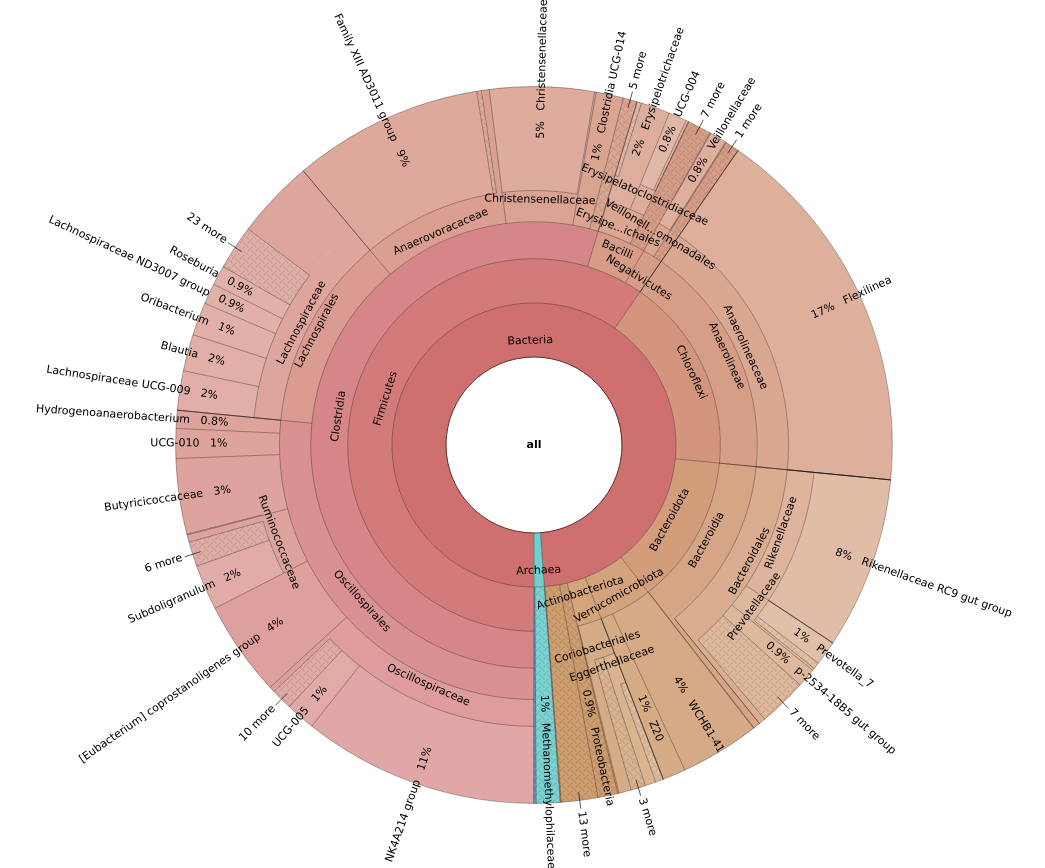 all
Bacteria
Archaea
Firmicutes
Clostridia
Oscillospirales
Oscillospiraceae
Ruminococcaceae
Lachnospirales
Lachnospiraceae
Anaerovoracaceae
Christensenellaceae
Christensenellaceae 5%
Family XIII AD3011 group 9%
23 more
Roseburia 0.9%
Lachnospiraceae ND3007 group 0.9%
Oribacterium 1%
Blautia 2%
Lachnospiraceae UCG-009 2%
Hydrogenoanaerobacterium 0.8%
UCG-010 1%
Butyricicoccaceae 3%
6 more
Subdoligranulum 2%
[Eubacterium] coprostanoligenes group 4%
10 more
UCG-005 1%
NK4A214 group 11%
1% Methanomethylophilaceae
13 more
0.9% Proteobacteria
3 more
1% Z20
4% WCHB1-41
7 more
0.9% p-2534-18B5 gut group
1% Prevotella_7
8% Rikenellaceae RC9 gut group
17% Flexilinea
1 more
0.8% Veillonellaceae
7 more
0.8% UCG-004
2% Erysipelotrichaceae
5 more
1% Clostridia UCG-014
Erysipelatoclostridiaceae
Erysipe...ichales
Veillonell...omonadales
Bacilli
Negativicutes
Chloroflexi
Anaerolineae
Anaerolineaceae
Bacteroidota
Bacteroidia
Bacteroidales
Rikenellaceae
Prevotellaceae
Verrucomicrobiota
Actinobacteriota
Coriobacteriales
Eggerthellaceae